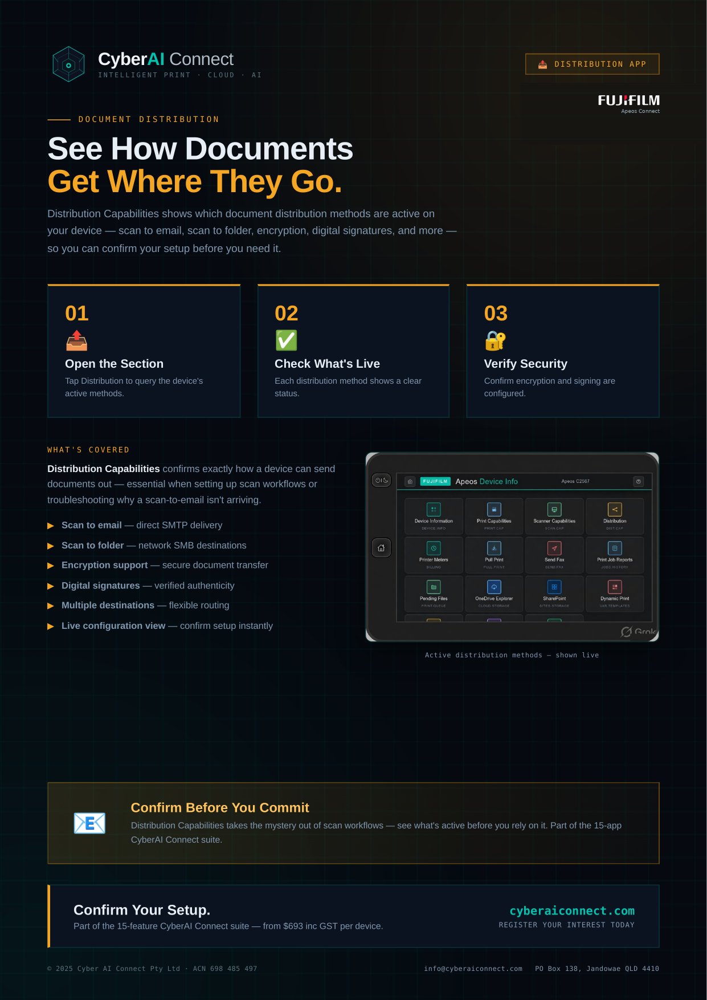 CyberAI Connect
INTELLIGENT PRINT · CLOUD · AI
DISTRIBUTION APP
FUJIFILM
Apeos Connect
DOCUMENT DISTRIBUTION
See How Documents
Get Where They Go.
Distribution Capabilities shows which document distribution methods are active on
your device — scan to email, scan to folder, encryption, digital signatures, and more —
so you can confirm your setup before you need it.
01
Open the Section
Tap Distribution to query the device's
active methods.
02
Check What's Live
Each distribution method shows a clear
status.
03
Verify Security
Confirm encryption and signing are
configured.
WHAT'S COVERED
Distribution Capabilities confirms exactly how a device can send
documents out — essential when setting up scan workflows or
troubleshooting why a scan-to-email isn't arriving.
▶ Scan to email — direct SMTP delivery
▶ Scan to folder — network SMB destinations
▶ Encryption support — secure document transfer
▶ Digital signatures — verified authenticity
▶ Multiple destinations — flexible routing
▶ Live configuration view — confirm setup instantly
FUJIFILM Apeos Device Info Apeos C2567
Device Information
DEVICE.INFO
Print Capabilities
PRINT.CAP
Scanner Capabilities
SCAN.CAP
Distribution
DIST.CAP
Printer Meters
BILLING
Pull Print
PULL.PRINT
Send Fax
SEND.FAX
Print Job Reports
JOBS.HISTORY
Pending Files
PRINT.QUEUE
OneDrive Explorer
CLOUD.STORAGE
SharePoint
SITES.STORAGE
Dynamic Print
VAR.TEMPLATES
Grok
Active distribution methods — shown live
Confirm Before You Commit
Distribution Capabilities takes the mystery out of scan workflows — see what's active before you rely on it. Part of the 15-app
CyberAI Connect suite.
Confirm Your Setup.
Part of the 15-feature CyberAI Connect suite — from $693 inc GST per device.
cyberaiconnect.com
REGISTER YOUR INTEREST TODAY
© 2025 Cyber AI Connect Pty Ltd · ACN 698 485 497
info@cyberaiconnect.com PO Box 138, Jandowae QLD 4410